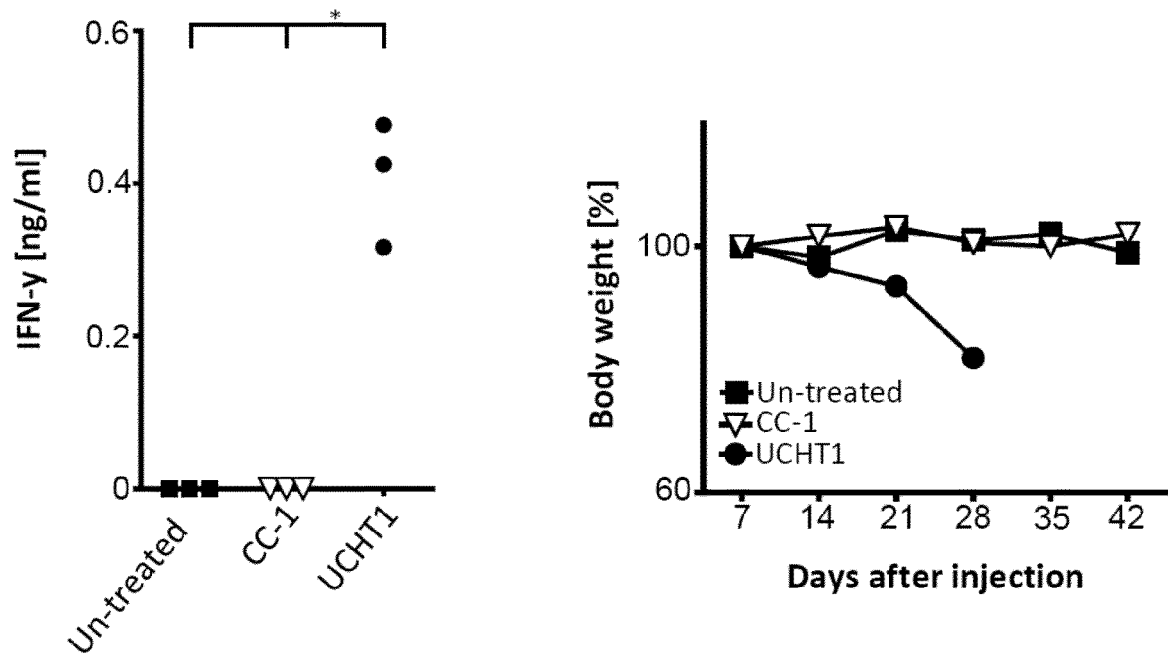 *
0.6
0.4
0.2
0
IFN-y [ng/ml]
Un-treated
CC-1
UCHT1
Body weight [%]
100
60
Un-treated
CC-1
UCHT1
7 14 21 28 35 42
Days after injection